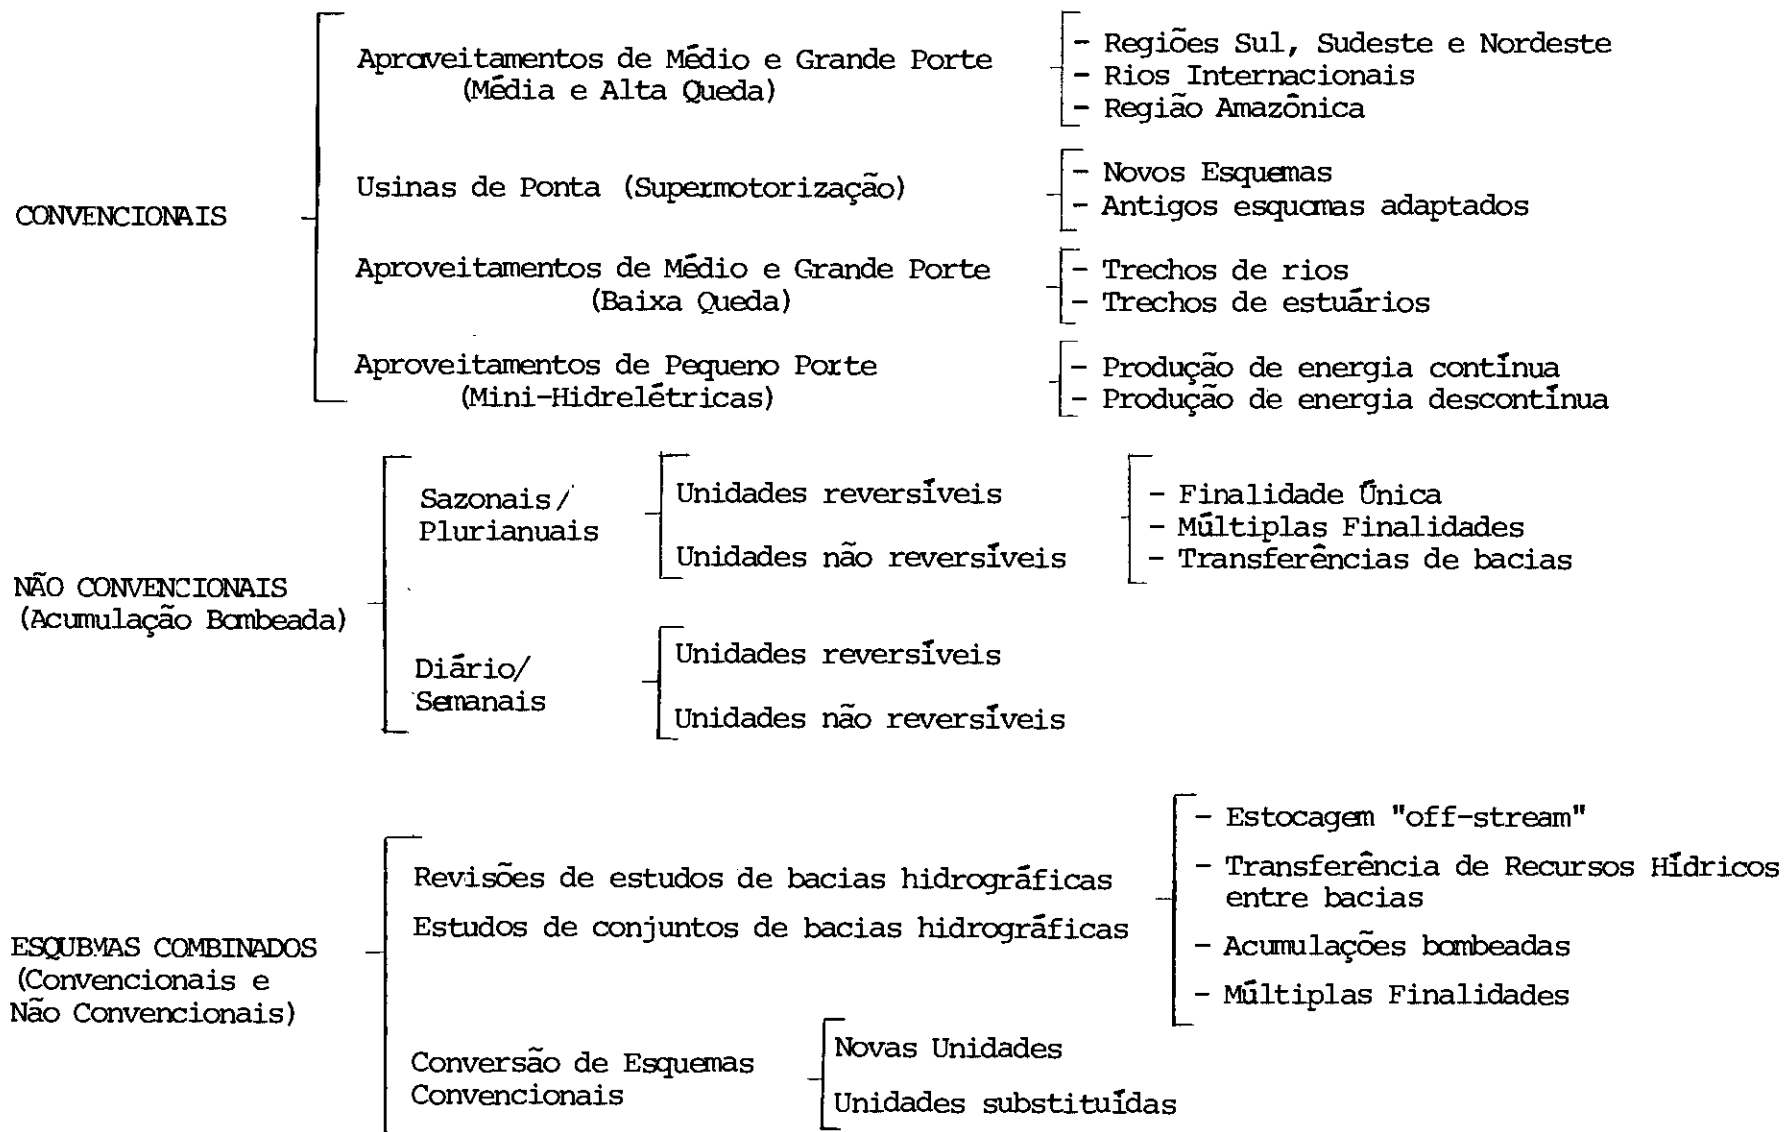 Aproveitamentos de Médio e Grande Porte
(Média e Alta Queda)
- Regiões Sul, Sudeste e Nordeste
- Rios Internacionais
- Região Amazônica
CONVENCIONAIS
Usinas de Ponta (Supermotorização)
- Novos Esquemas
- Antigos esquemas adaptados
Aproveitamentos de Médio e Grande Porte
(Baixa Queda)
- Trechos de rios
- Trechos de estuários
Aproveitamentos de Pequeno Porte
(Mini-Hidrelétricas)
- Produção de energia contínua
- Produção de energia descontínua
NÃO CONVENCIONAIS
(Acumulação Bombeada)
Sazonais/
Plurianuais
Unidades reversíveis
Unidades não reversíveis
- Finalidade Única
- Múltiplas Finalidades
- Transferências de bacias
Diário/
Semanais
Unidades reversíveis
Unidades não reversíveis
ESQUEMAS COMBINADOS
(Convencionais e
Não Convencionais)
Revisões de estudos de bacias hidrográficas
Estudos de conjuntos de bacias hidrográficas
- Estocagem "off-stream"
- Transferência de Recursos Hídricos
entre bacias
- Acumulações bombeadas
- Múltiplas Finalidades
Conversão de Esquemas
Convencionais
Novas Unidades
Unidades substituídas